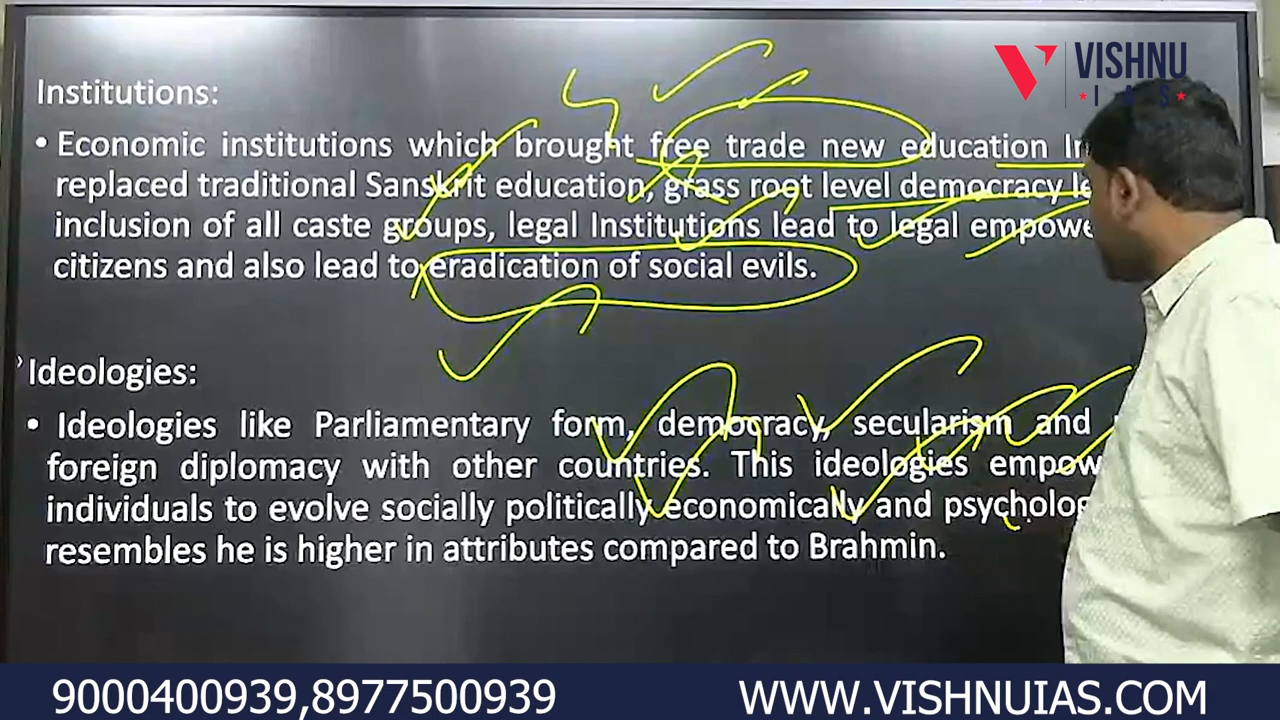 VISHNU
IAS
Institutions:
• Economic institutions which brought free trade new education
replaced traditional Sanskrit education, grass root level democracy
inclusion of all caste groups, legal Institutions lead to legal
citizens and also lead to eradication of social evils.
Ideologies:
• Ideologies like Parliamentary form, democracy, secularism and
foreign diplomacy with other countries. This ideologies
individuals to evolve socially politically economically and
resembles he is higher in attributes compared to Brahmin.
9000400939,8977500939 WWW.VISHNUIAS.COM